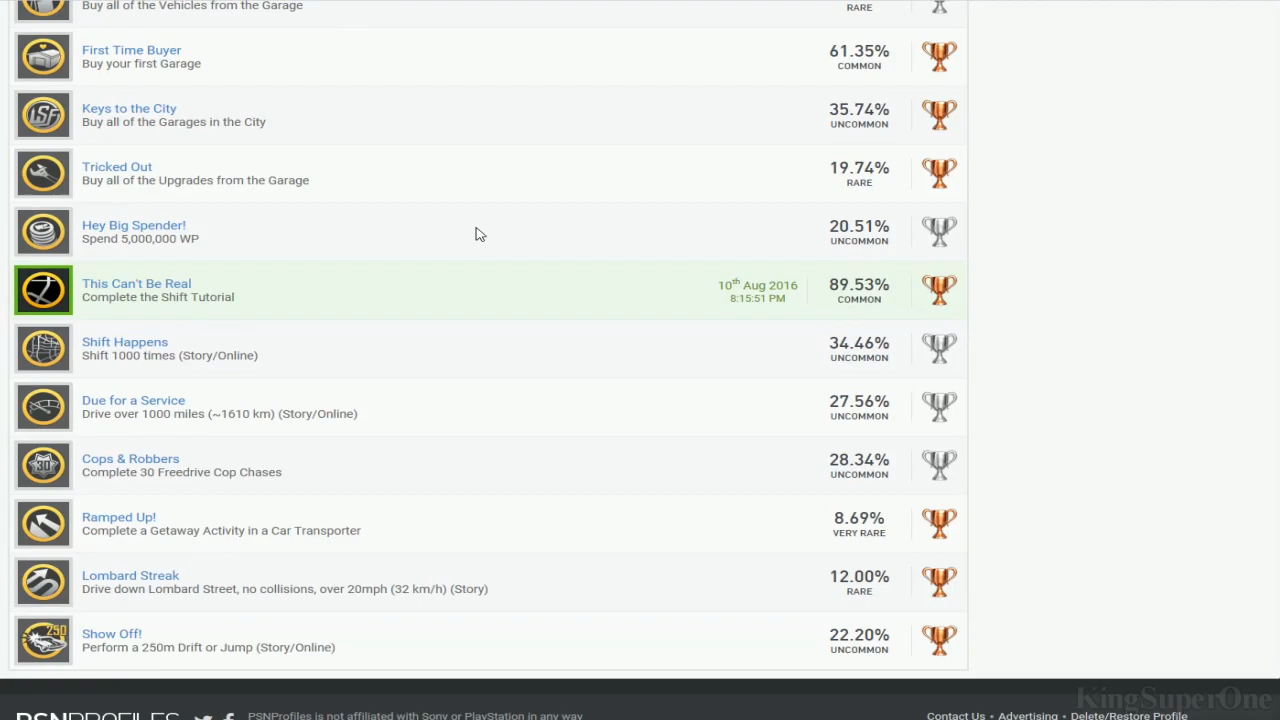 Buy all of the Vehicles from the Garage
RARE
First Time Buyer
Buy your first Garage
61.35%
COMMON
Keys to the City
Buy all of the Garages in the City
35.74%
UNCOMMON
LSF
Tricked Out
Buy all of the Upgrades from the Garage
19.74%
RARE
Hey Big Spender!
Spend 5,000,000 WP
20.51%
UNCOMMON
This Can't Be Real
Complete the Shift Tutorial
10th Aug 2016
8:15:51 PM
89.53%
COMMON
Shift Happens
Shift 1000 times (Story/Online)
34.46%
UNCOMMON
Due for a Service
Drive over 1000 miles (~1610 km) (Story/Online)
27.56%
UNCOMMON
30
Cops & Robbers
Complete 30 Freedrive Cop Chases
28.34%
UNCOMMON
Ramped Up!
Complete a Getaway Activity in a Car Transporter
8.69%
VERY RARE
Lombard Streak
Drive down Lombard Street, no collisions, over 20mph (32 km/h) (Story)
12.00%
RARE
250
Show Off!
Perform a 250m Drift or Jump (Story/Online)
22.20%
UNCOMMON
KingSuperOne
PSNPROFILES
PSNProfiles is not affiliated with Sony or PlayStation in any way
Contact Us • Advertising • Delete/Restore Profile